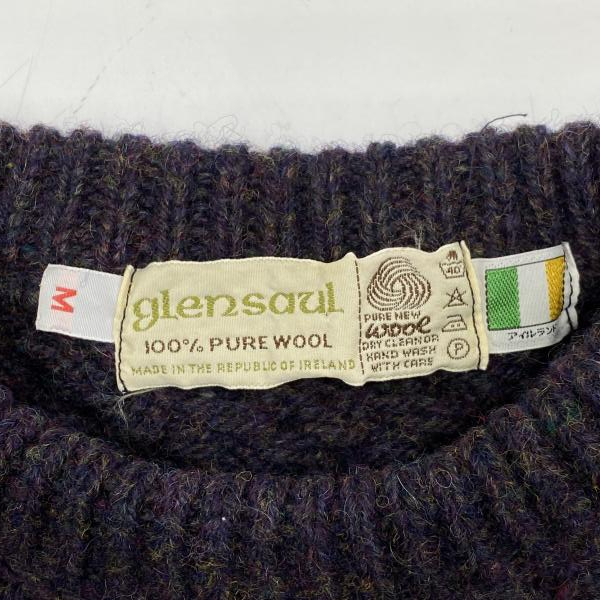 M
glensaul
100% PURE WOOL
MADE IN THE REPUBLIC OF IRELAND
PURE NEW
wool
DRY CLEAN OR
HAND WASH
WITH CARE
40
P
アイルランド